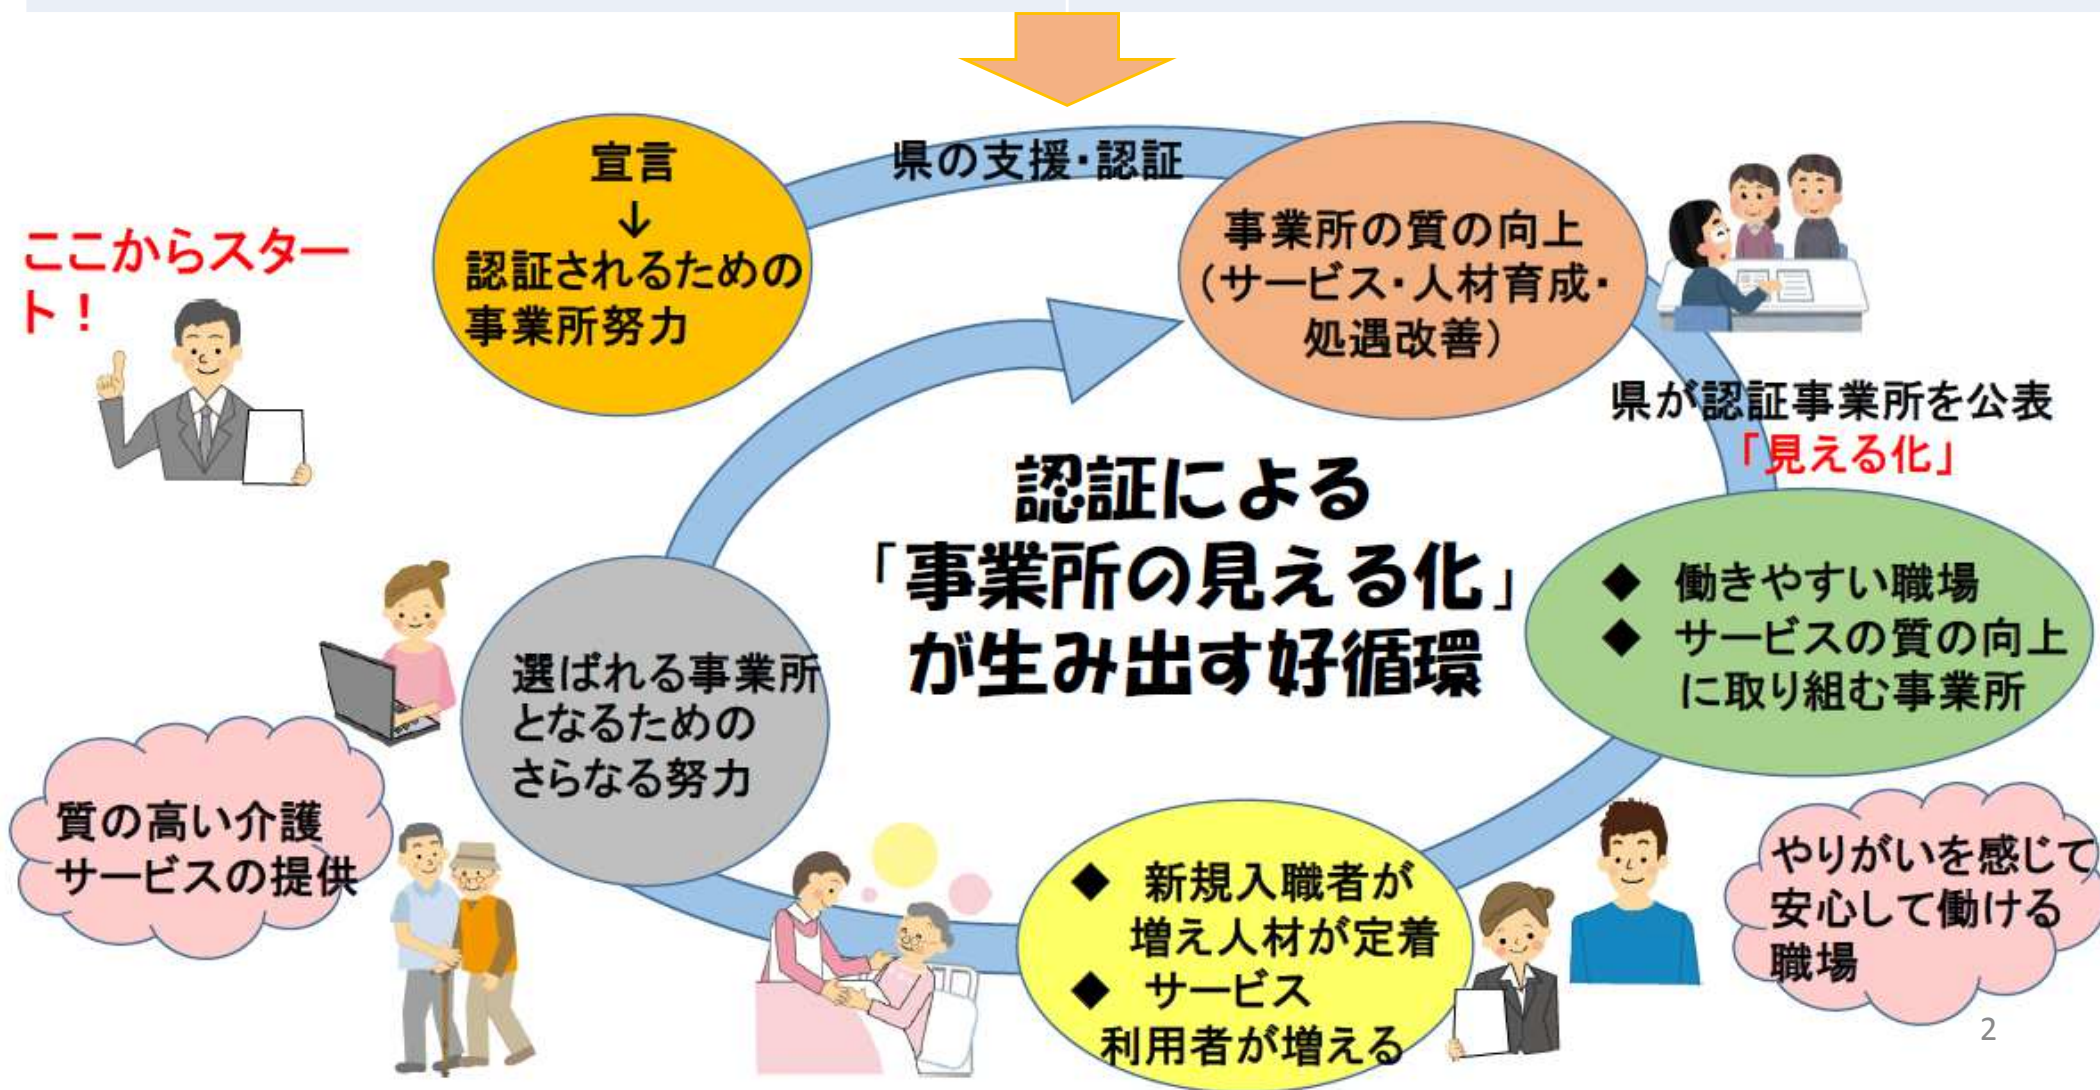 宣言
↓
認証されるための
事業所努力
県の支援・認証
事業所の質の向上
（サービス・人材育成・
処遇改善）
ここからスター
ト！
県が認証事業所を公表
「見える化」
認証による
「事業所の見える化」
が生み出す好循環
◆ 働きやすい職場
◆ サービスの質の向上
に取り組む事業所
選ばれる事業所
となるための
さらなる努力
質の高い介護
サービスの提供
◆ 新規入職者が
増え人材が定着
◆ サービス
利用者が増える
やりがいを感じて
安心して働ける
職場
2